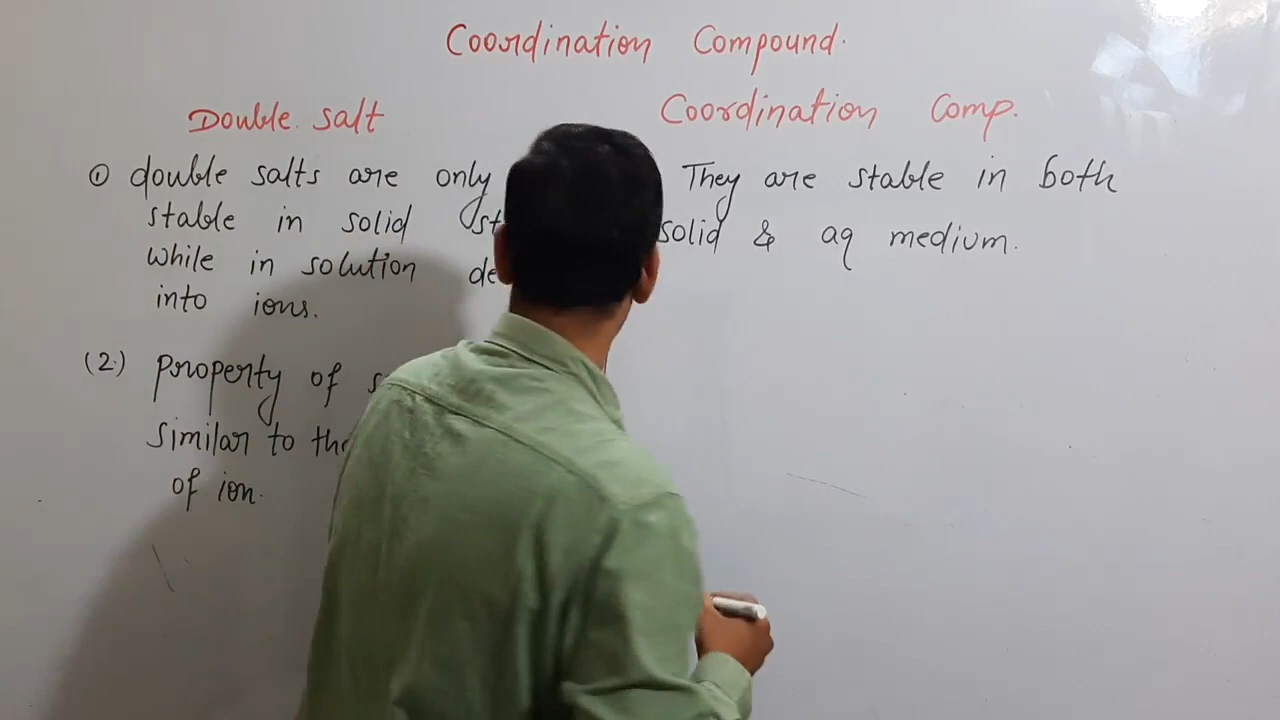 Coordination Compound.
Double salt
Coordination Comp.
① double salts are only
stable in solid
while in solution
into ions.
They are stable in both
solid & aq medium.
(2.) Property of
similar to
of ion.